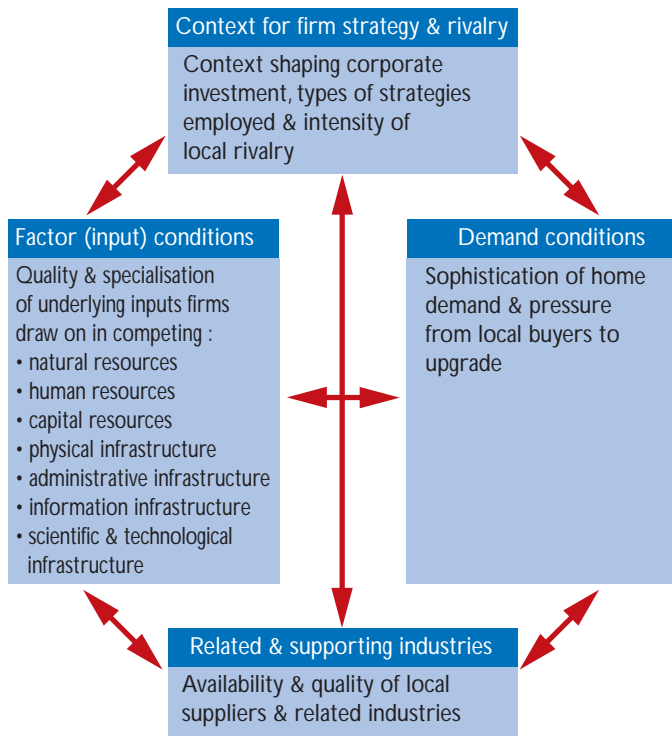 Context for firm strategy & rivalry
Context shaping corporate
investment, types of strategies
employed & intensity of
local rivalry
Factor (input) conditions
Quality & specialisation
of underlying inputs firms
draw on in competing :
• natural resources
• human resources
• capital resources
• physical infrastructure
• administrative infrastructure
• information infrastructure
• scientific & technological
infrastructure
Demand conditions
Sophistication of home
demand & pressure
from local buyers to
upgrade
Related & supporting industries
Availability & quality of local
suppliers & related industries